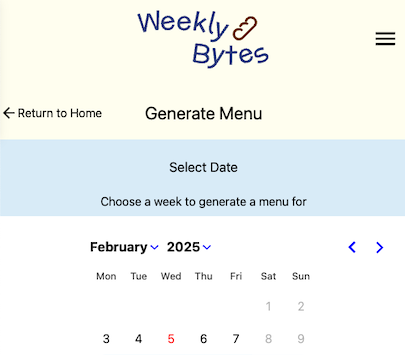 Weekly
Bytes
Return to Home
Generate Menu
Select Date
Choose a week to generate a menu for
February 2025
Mon Tue Wed Thu Fri Sat Sun
1 2
3 4 5 6 7 8 9